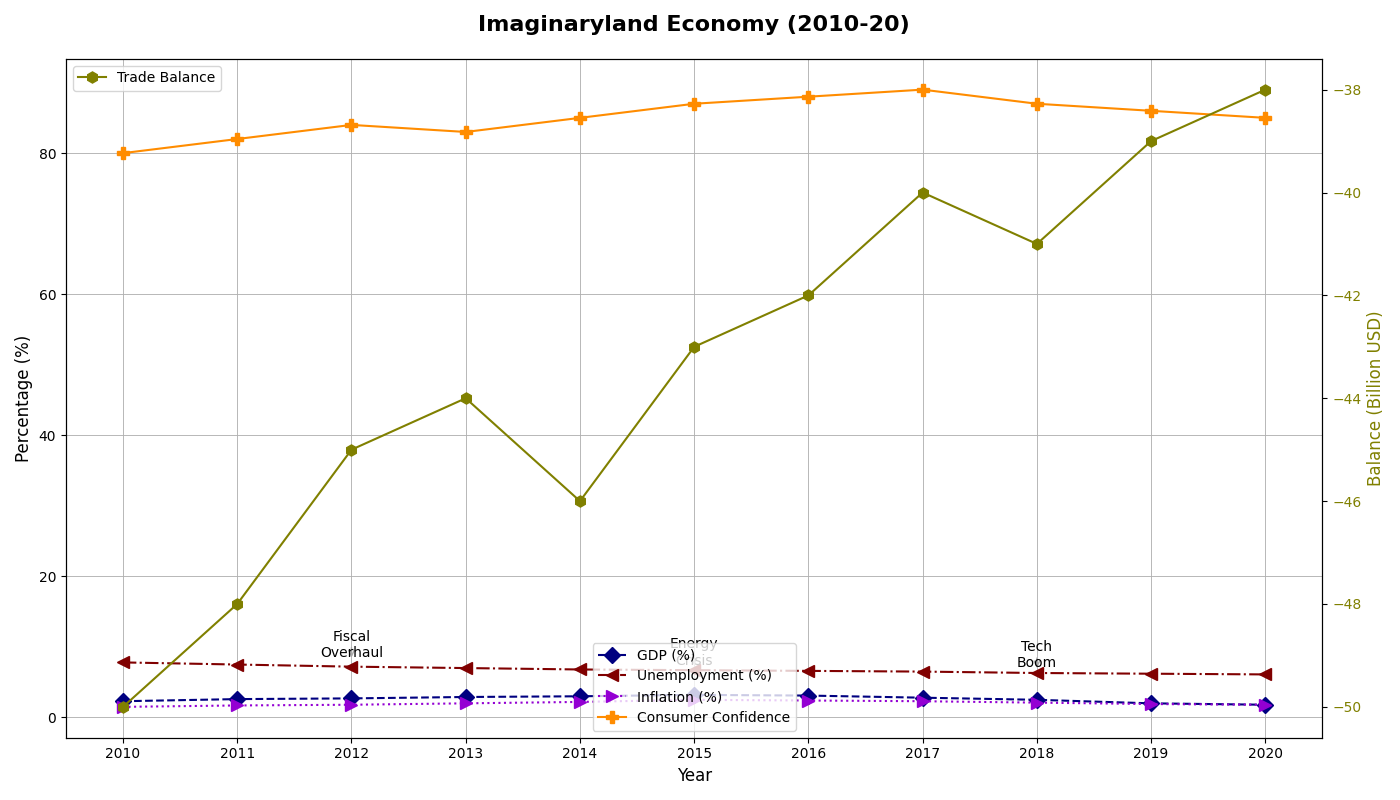 Imaginaryland Economy (2010-20)
Trade Balance
Percentage (%)
80
60
40
20
0
−38
−40
−42
−44
−46
−48
−50
Balance (Billion USD)
Fiscal
Overhaul
Energy
Crisis
Tech
Boom
GDP (%)
Unemployment (%)
Inflation (%)
Consumer Confidence
2010 2011 2012 2013 2014 2015 2016 2017 2018 2019 2020
Year